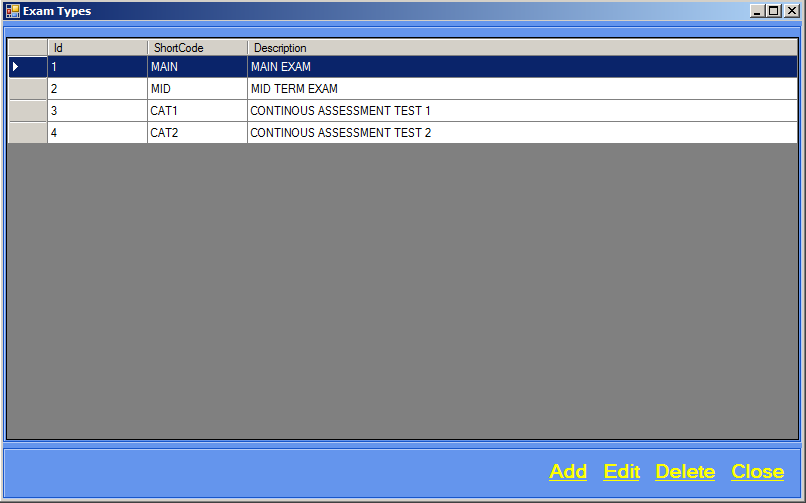 Exam Types
Id ShortCode Description
1 MAIN MAIN EXAM
2 MID MID TERM EXAM
3 CAT1 CONTINOUS ASSESSMENT TEST 1
4 CAT2 CONTINOUS ASSESSMENT TEST 2
Add Edit Delete Close